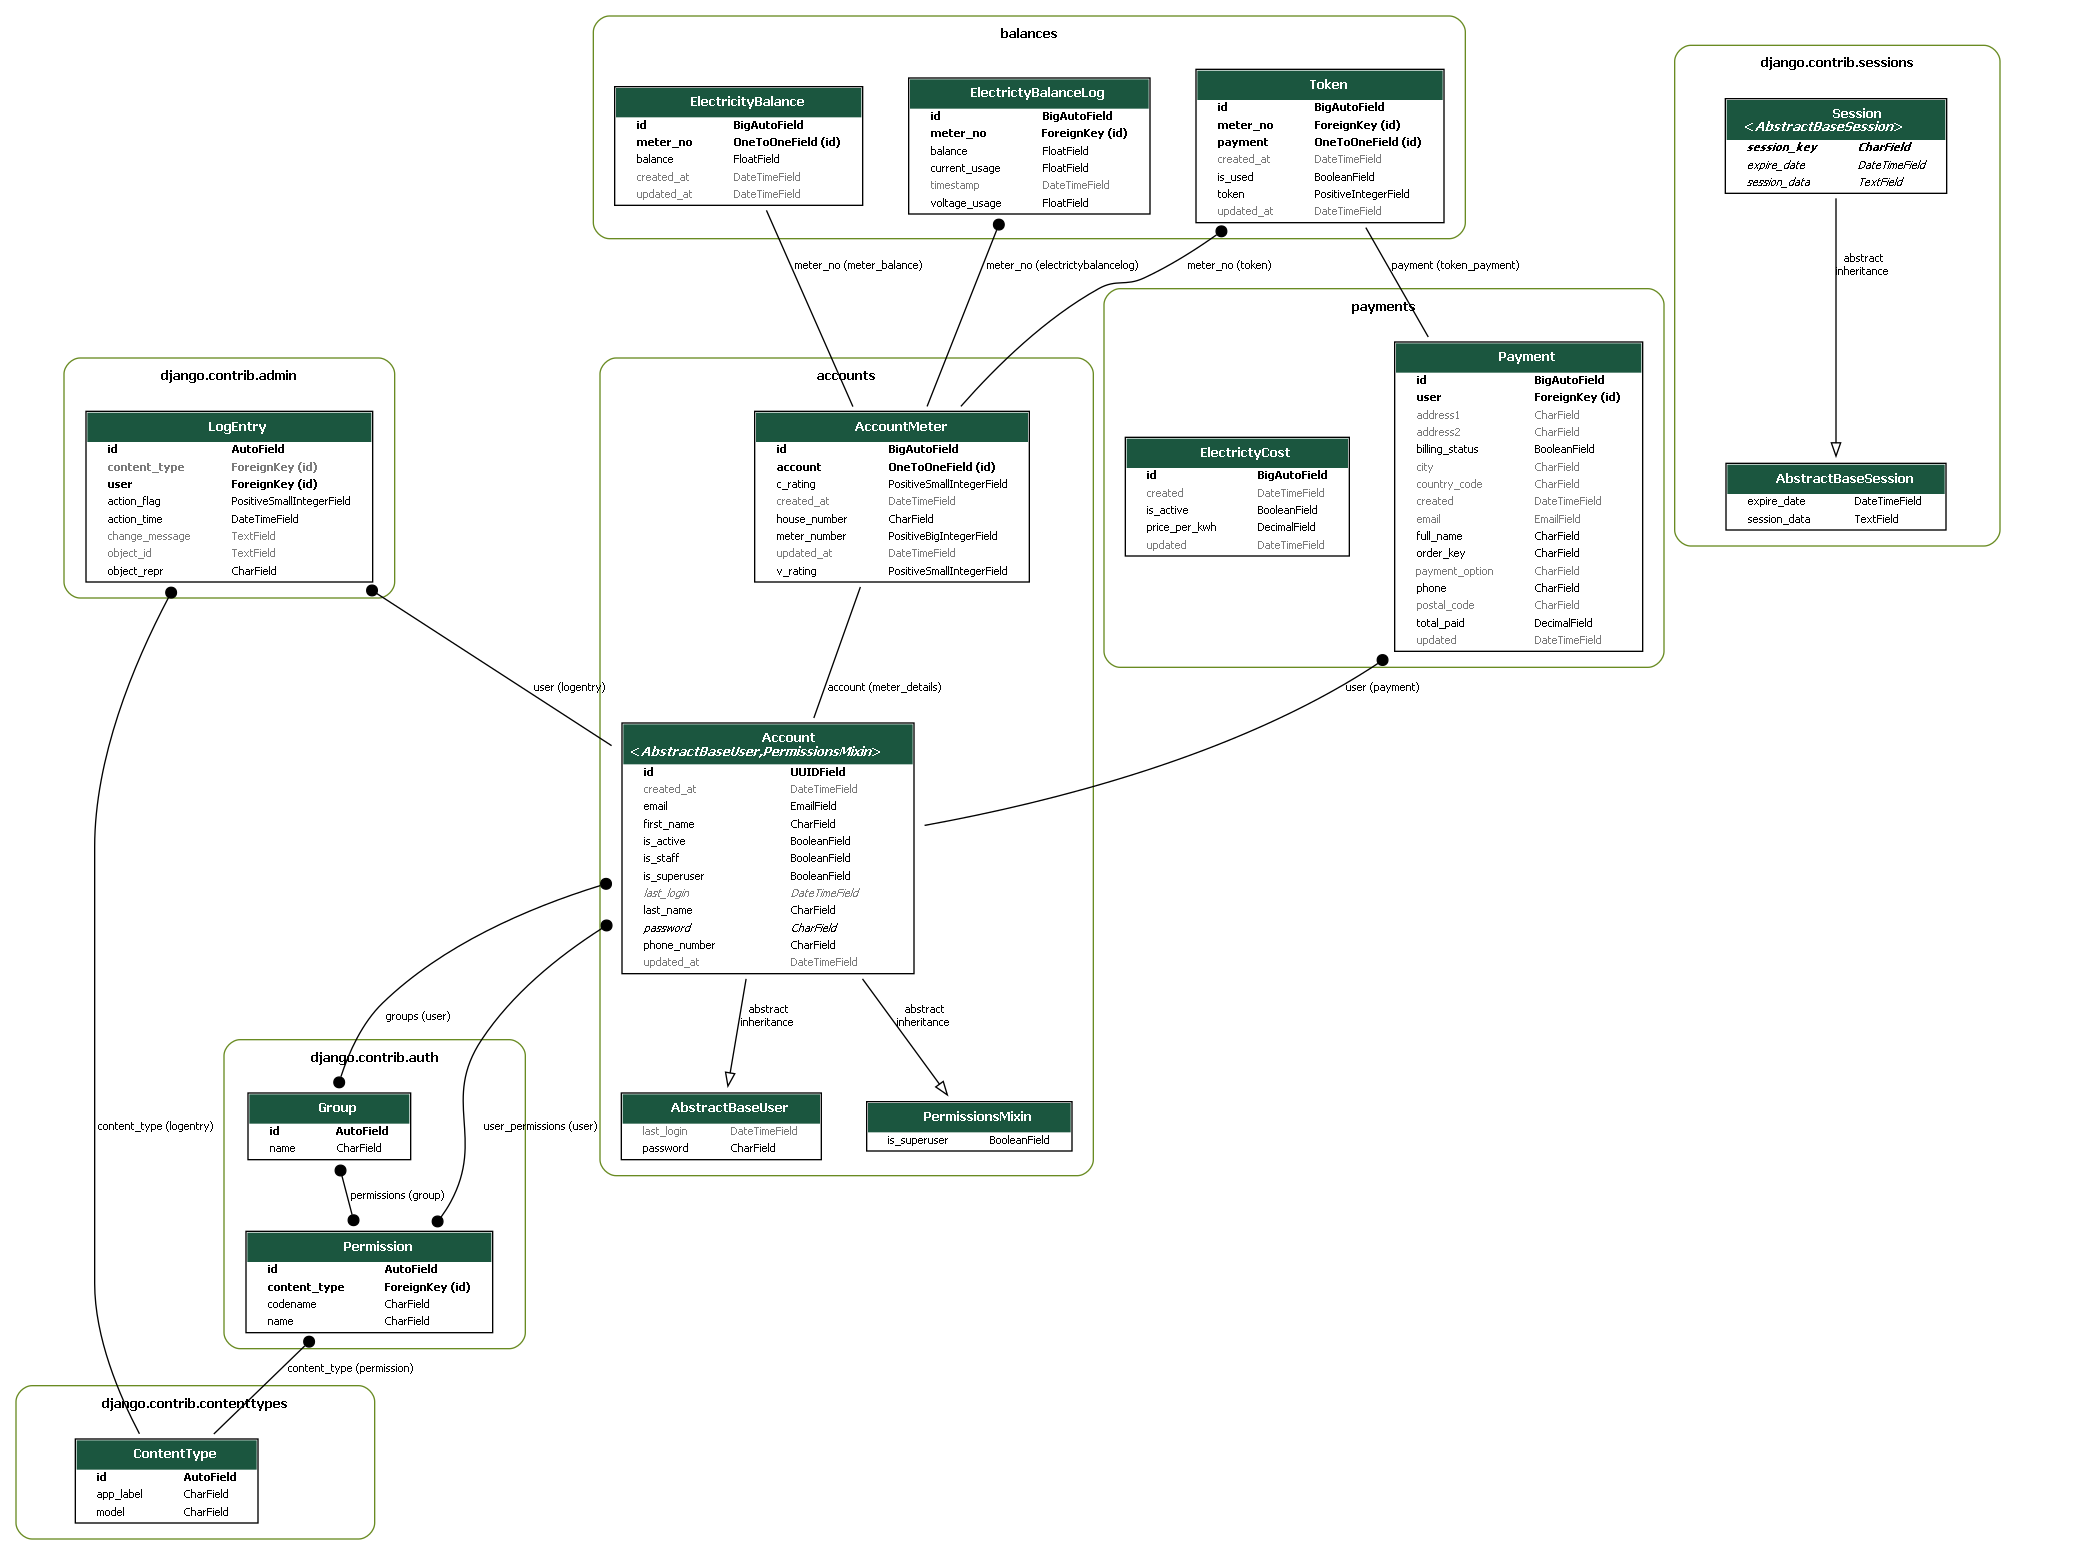 balances
ElectricityBalance
id BigAutoField
meter_no OneToOneField (id)
balance FloatField
created_at DateTimeField
updated_at DateTimeField
ElectrictyBalanceLog
id BigAutoField
meter_no ForeignKey (id)
balance FloatField
current_usage FloatField
timestamp DateTimeField
voltage_usage FloatField
Token
id BigAutoField
meter_no ForeignKey (id)
payment OneToOneField (id)
created_at DateTimeField
is_used BooleanField
token PositiveIntegerField
updated_at DateTimeField
django.contrib.sessions
Session
<AbstractBaseSession>
session_key CharField
expire_date DateTimeField
session_data TextField
abstract
inheritance
AbstractBaseSession
expire_date DateTimeField
session_data TextField
meter_no (meter_balance)
meter_no (electrictybalancelog)
meter_no (token)
payment (token_payment)
payments
ElectrictyCost
id BigAutoField
created DateTimeField
is_active BooleanField
price_per_kwh DecimalField
updated DateTimeField
Payment
id BigAutoField
user ForeignKey (id)
address1 CharField
address2 CharField
billing_status BooleanField
city CharField
country_code CharField
created DateTimeField
email EmailField
full_name CharField
order_key CharField
payment_option CharField
phone CharField
postal_code CharField
total_paid DecimalField
updated DateTimeField
django.contrib.admin
LogEntry
id AutoField
content_type ForeignKey (id)
user ForeignKey (id)
action_flag PositiveSmallIntegerField
action_time DateTimeField
change_message TextField
object_id TextField
object_repr CharField
accounts
AccountMeter
id BigAutoField
account OneToOneField (id)
c_rating PositiveSmallIntegerField
created_at DateTimeField
house_number CharField
meter_number PositiveBigIntegerField
updated_at DateTimeField
v_rating PositiveSmallIntegerField
user (logentry)
account (meter_details)
user (payment)
Account
<AbstractBaseUser,PermissionsMixin>
id UUIDField
created_at DateTimeField
email EmailField
first_name CharField
is_active BooleanField
is_staff BooleanField
is_superuser BooleanField
last_login DateTimeField
last_name CharField
password CharField
phone_number CharField
updated_at DateTimeField
abstract
inheritance
abstract
inheritance
AbstractBaseUser
last_login DateTimeField
password CharField
PermissionsMixin
is_superuser BooleanField
groups (user)
django.contrib.auth
Group
id AutoField
name CharField
content_type (logentry)
user_permissions (user)
permissions (group)
Permission
id AutoField
content_type ForeignKey (id)
codename CharField
name CharField
content_type (permission)
django.contrib.contenttypes
ContentType
id AutoField
app_label CharField
model CharField